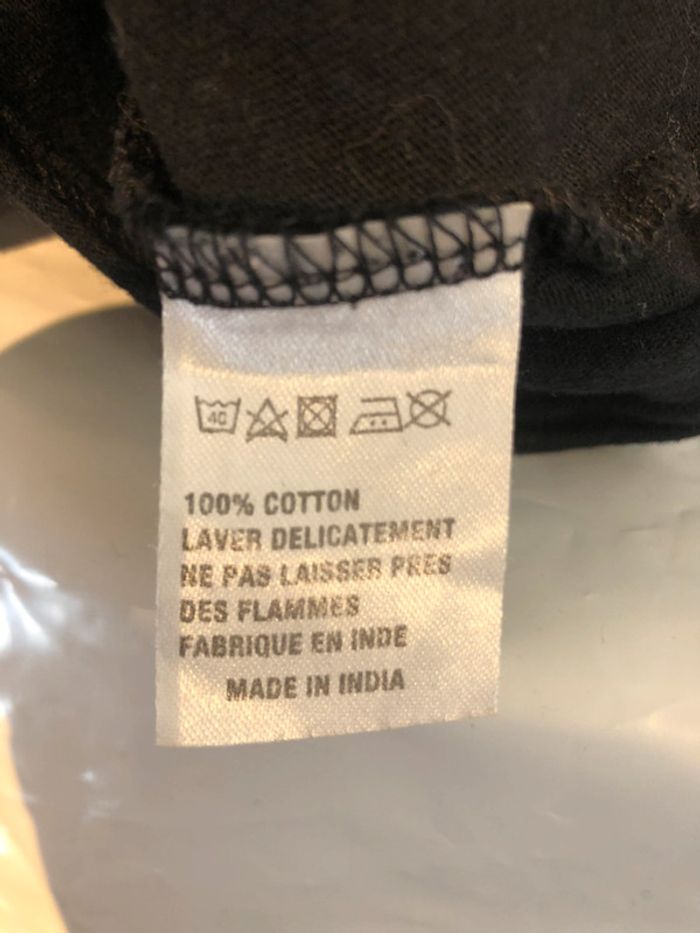 40
100% COTTON
LAVER DELICATEMENT
NE PAS LAISSER PRES
DES FLAMMES
FABRIQUE EN INDE
MADE IN INDIA